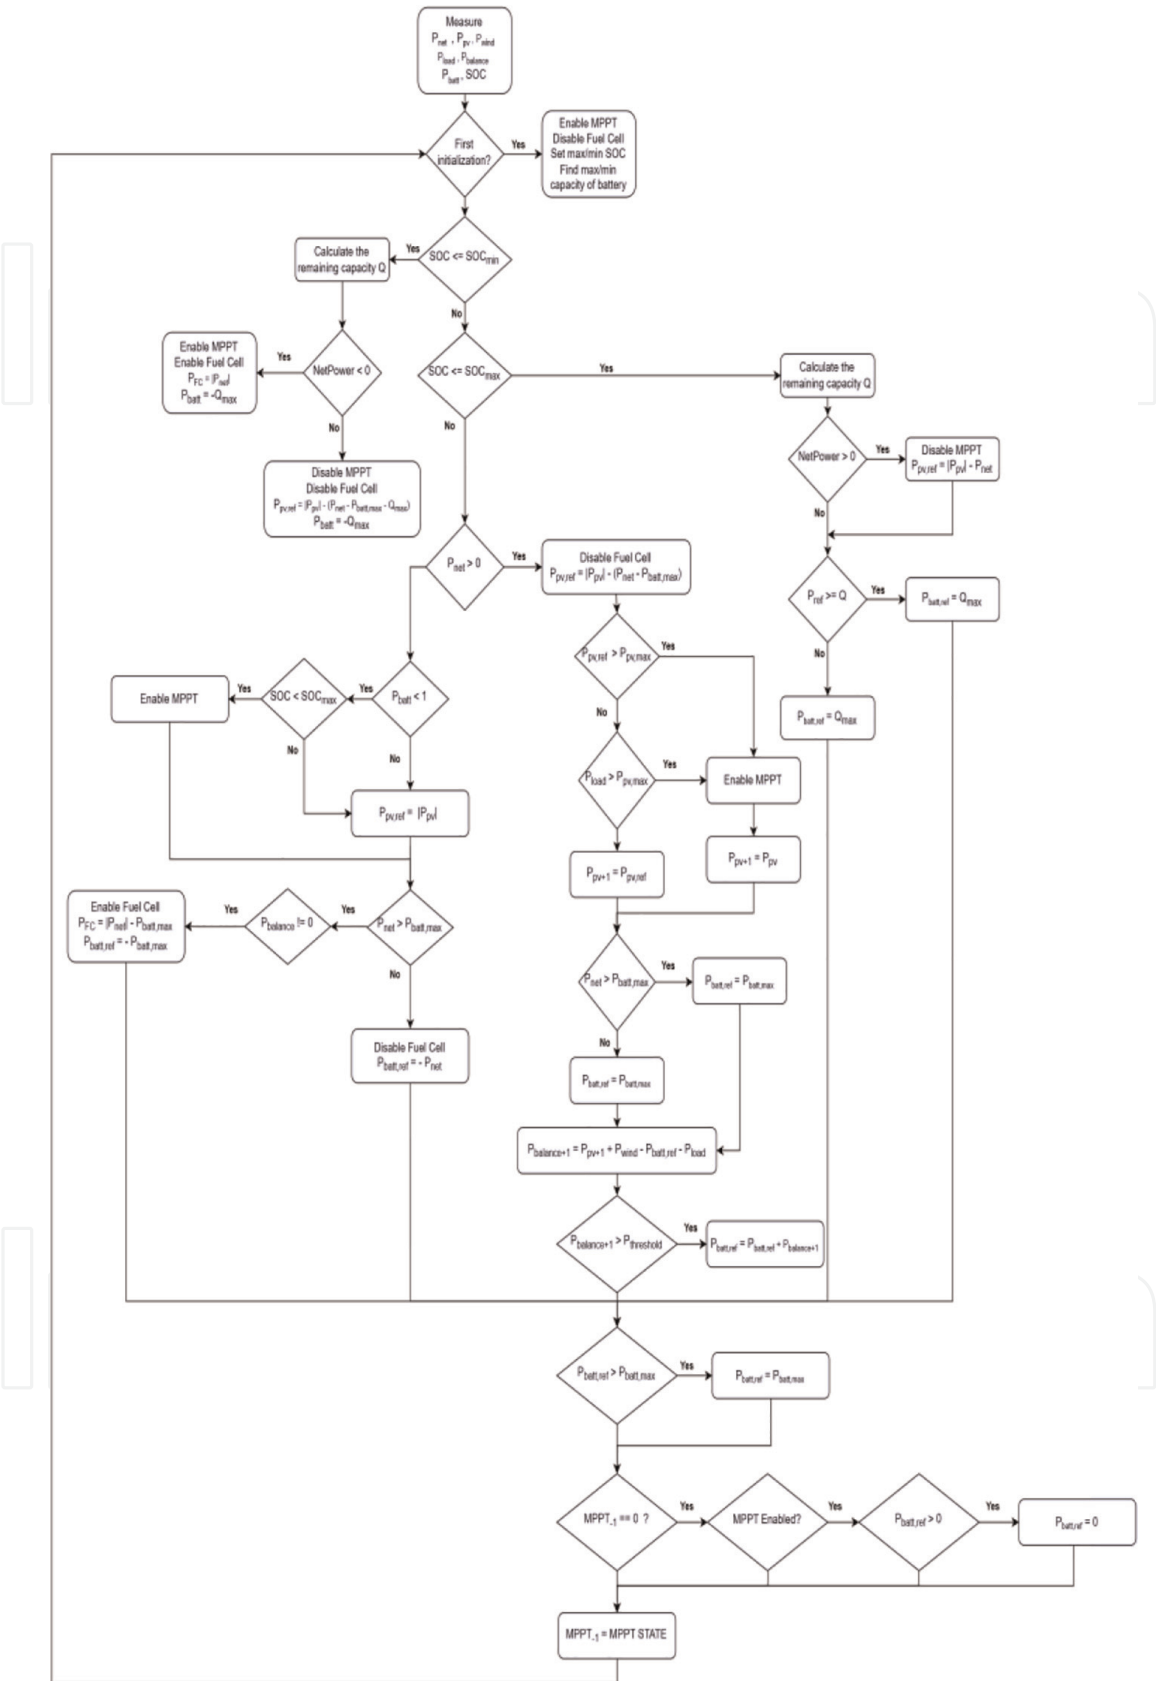 Measure
Pnet , Ppv , Pwind
Pload , Pbalance
Pbatt, SOC
First
initialization?
Yes
Enable MPPT
Disable Fuel Cell
Set max/min SOC
Find max/min
capacity of battery
SOC <= SOCmin
Yes
Calculate the
remaining capacity Q
No
NetPower < 0
Yes
Enable MPPT
Enable Fuel Cell
PFC = |Pnet|
Pbatt = -Qmax
No
Disable MPPT
Disable Fuel Cell
Ppv,ref = |Ppv| - (Pnet - Pbatt,max - Qmax)
Pbatt = -Qmax
SOC <= SOCmax
Yes
Calculate the
remaining capacity Q
No
NetPower > 0
Yes
Disable MPPT
Ppv,ref = |Ppv| - Pnet
No
Pref >= Q
Yes
Pbatt,ref = Qmax
No
Pbatt,ref = Qmax
Pnet > 0
Yes
Disable Fuel Cell
Ppv,ref = |Ppv| - (Pnet - Pbatt,max)
Ppv,ref > Ppv,max
Yes
No
Pload > Ppv,max
Yes
Enable MPPT
Ppv+1 = Ppv,ref
Ppv+1 = Ppv
Pbatt < 1
Yes
SOC < SOCmax
Yes
Enable MPPT
No
No
Ppv,ref = |Ppv|
Pnet > Pbatt,max
Yes
Pbalance != 0
Yes
Enable Fuel Cell
PFC = |Pnet| - Pbatt,max
Pbatt,ref = - Pbatt,max
No
Disable Fuel Cell
Pbatt,ref = - Pnet
Pnet > Pbatt,max
Yes
Pbatt,ref = Pbatt,max
No
Pbatt,ref = Pbatt,max
Pbalance+1 = Ppv+1 + Pwind - Pbatt,ref - Pload
Pbalance+1 > Pthreshold
Yes
Pbatt,ref = Pbatt,ref + Pbalance+1
Pbatt,ref > Pbatt,max
Yes
Pbatt,ref = Pbatt,max
MPPT-1 == 0 ?
Yes
MPPT Enabled?
Yes
Pbatt,ref > 0
Yes
Pbatt,ref = 0
MPPT-1 = MPPT STATE